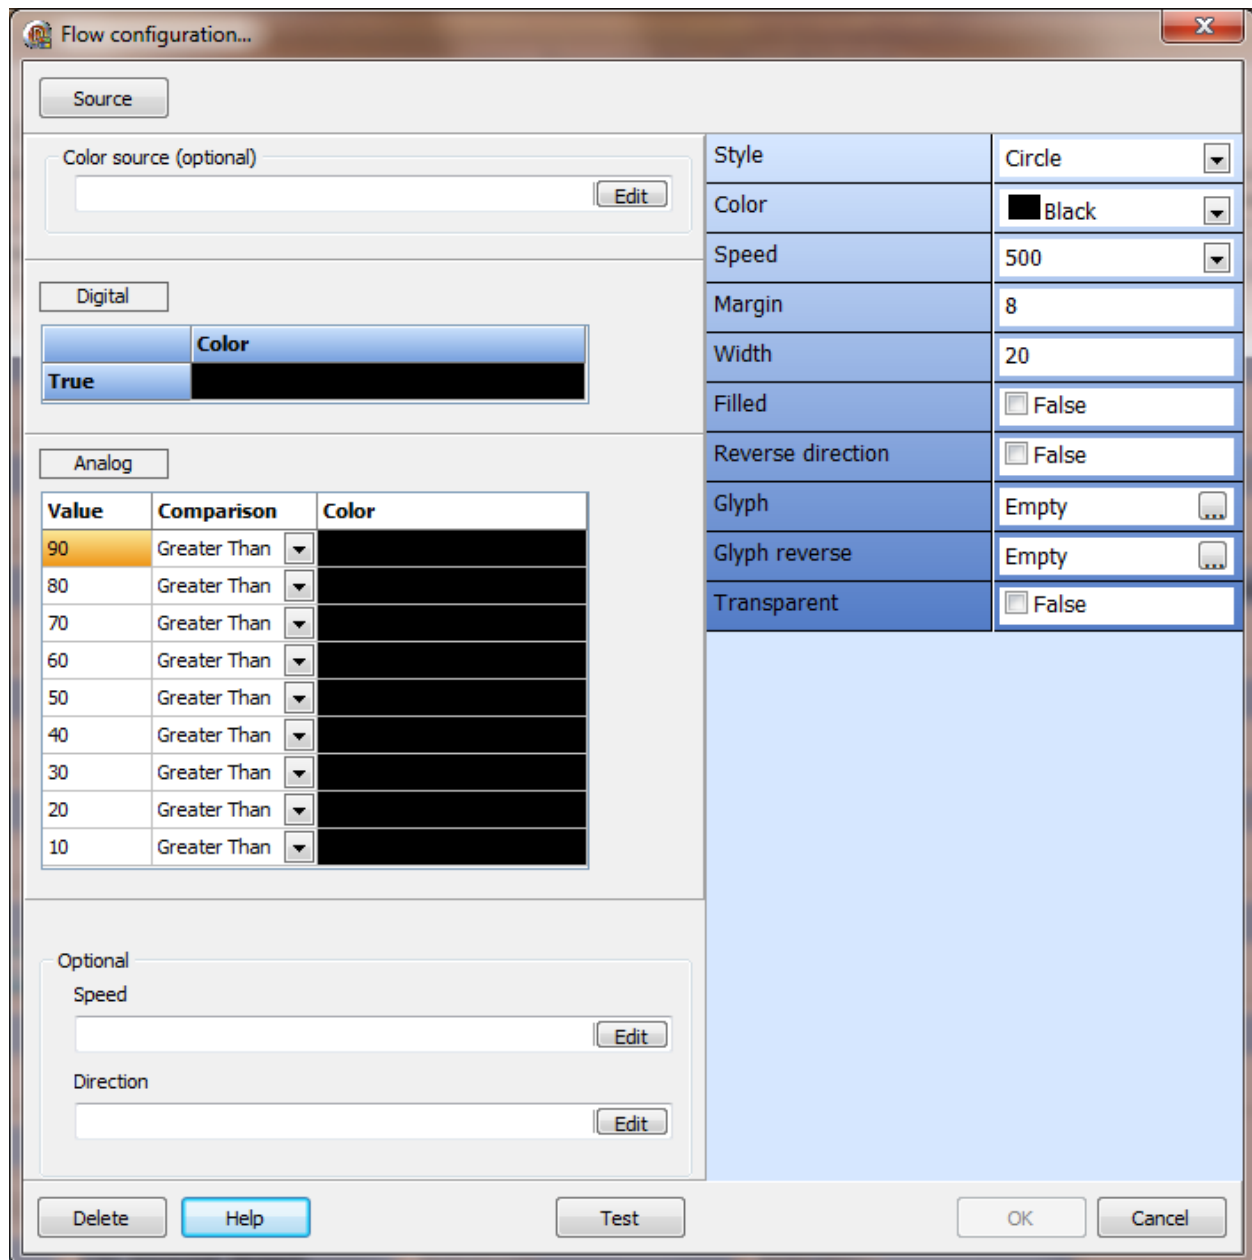 Flow configuration...
Source
Color source (optional)
Edit
Digital
Color
True
Analog
Value Comparison Color
90 Greater Than
80 Greater Than
70 Greater Than
60 Greater Than
50 Greater Than
40 Greater Than
30 Greater Than
20 Greater Than
10 Greater Than
Optional
Speed
Edit
Direction
Edit
Style Circle
Color Black
Speed 500
Margin 8
Width 20
Filled False
Reverse direction False
Glyph Empty ...
Glyph reverse Empty ...
Transparent False
Delete Help Test OK Cancel